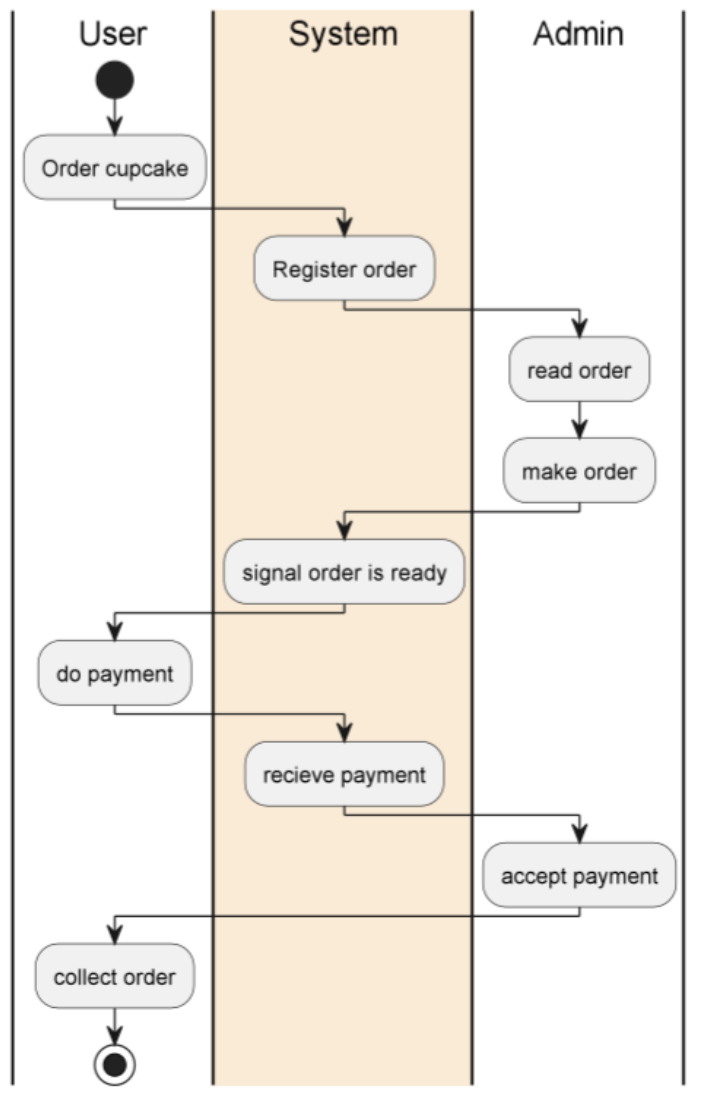 User
System
Admin
Order cupcake
Register order
read order
make order
signal order is ready
do payment
recieve payment
accept payment
collect order